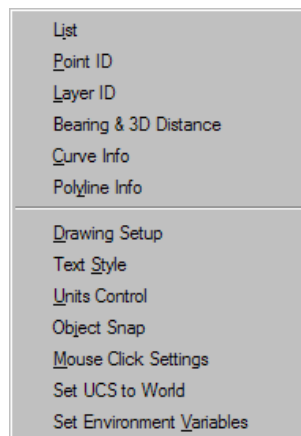 List
Point ID
Layer ID
Bearing & 3D Distance
Curve Info
Polyline Info
Drawing Setup
Text Style
Units Control
Object Snap
Mouse Click Settings
Set UCS to World
Set Environment Variables